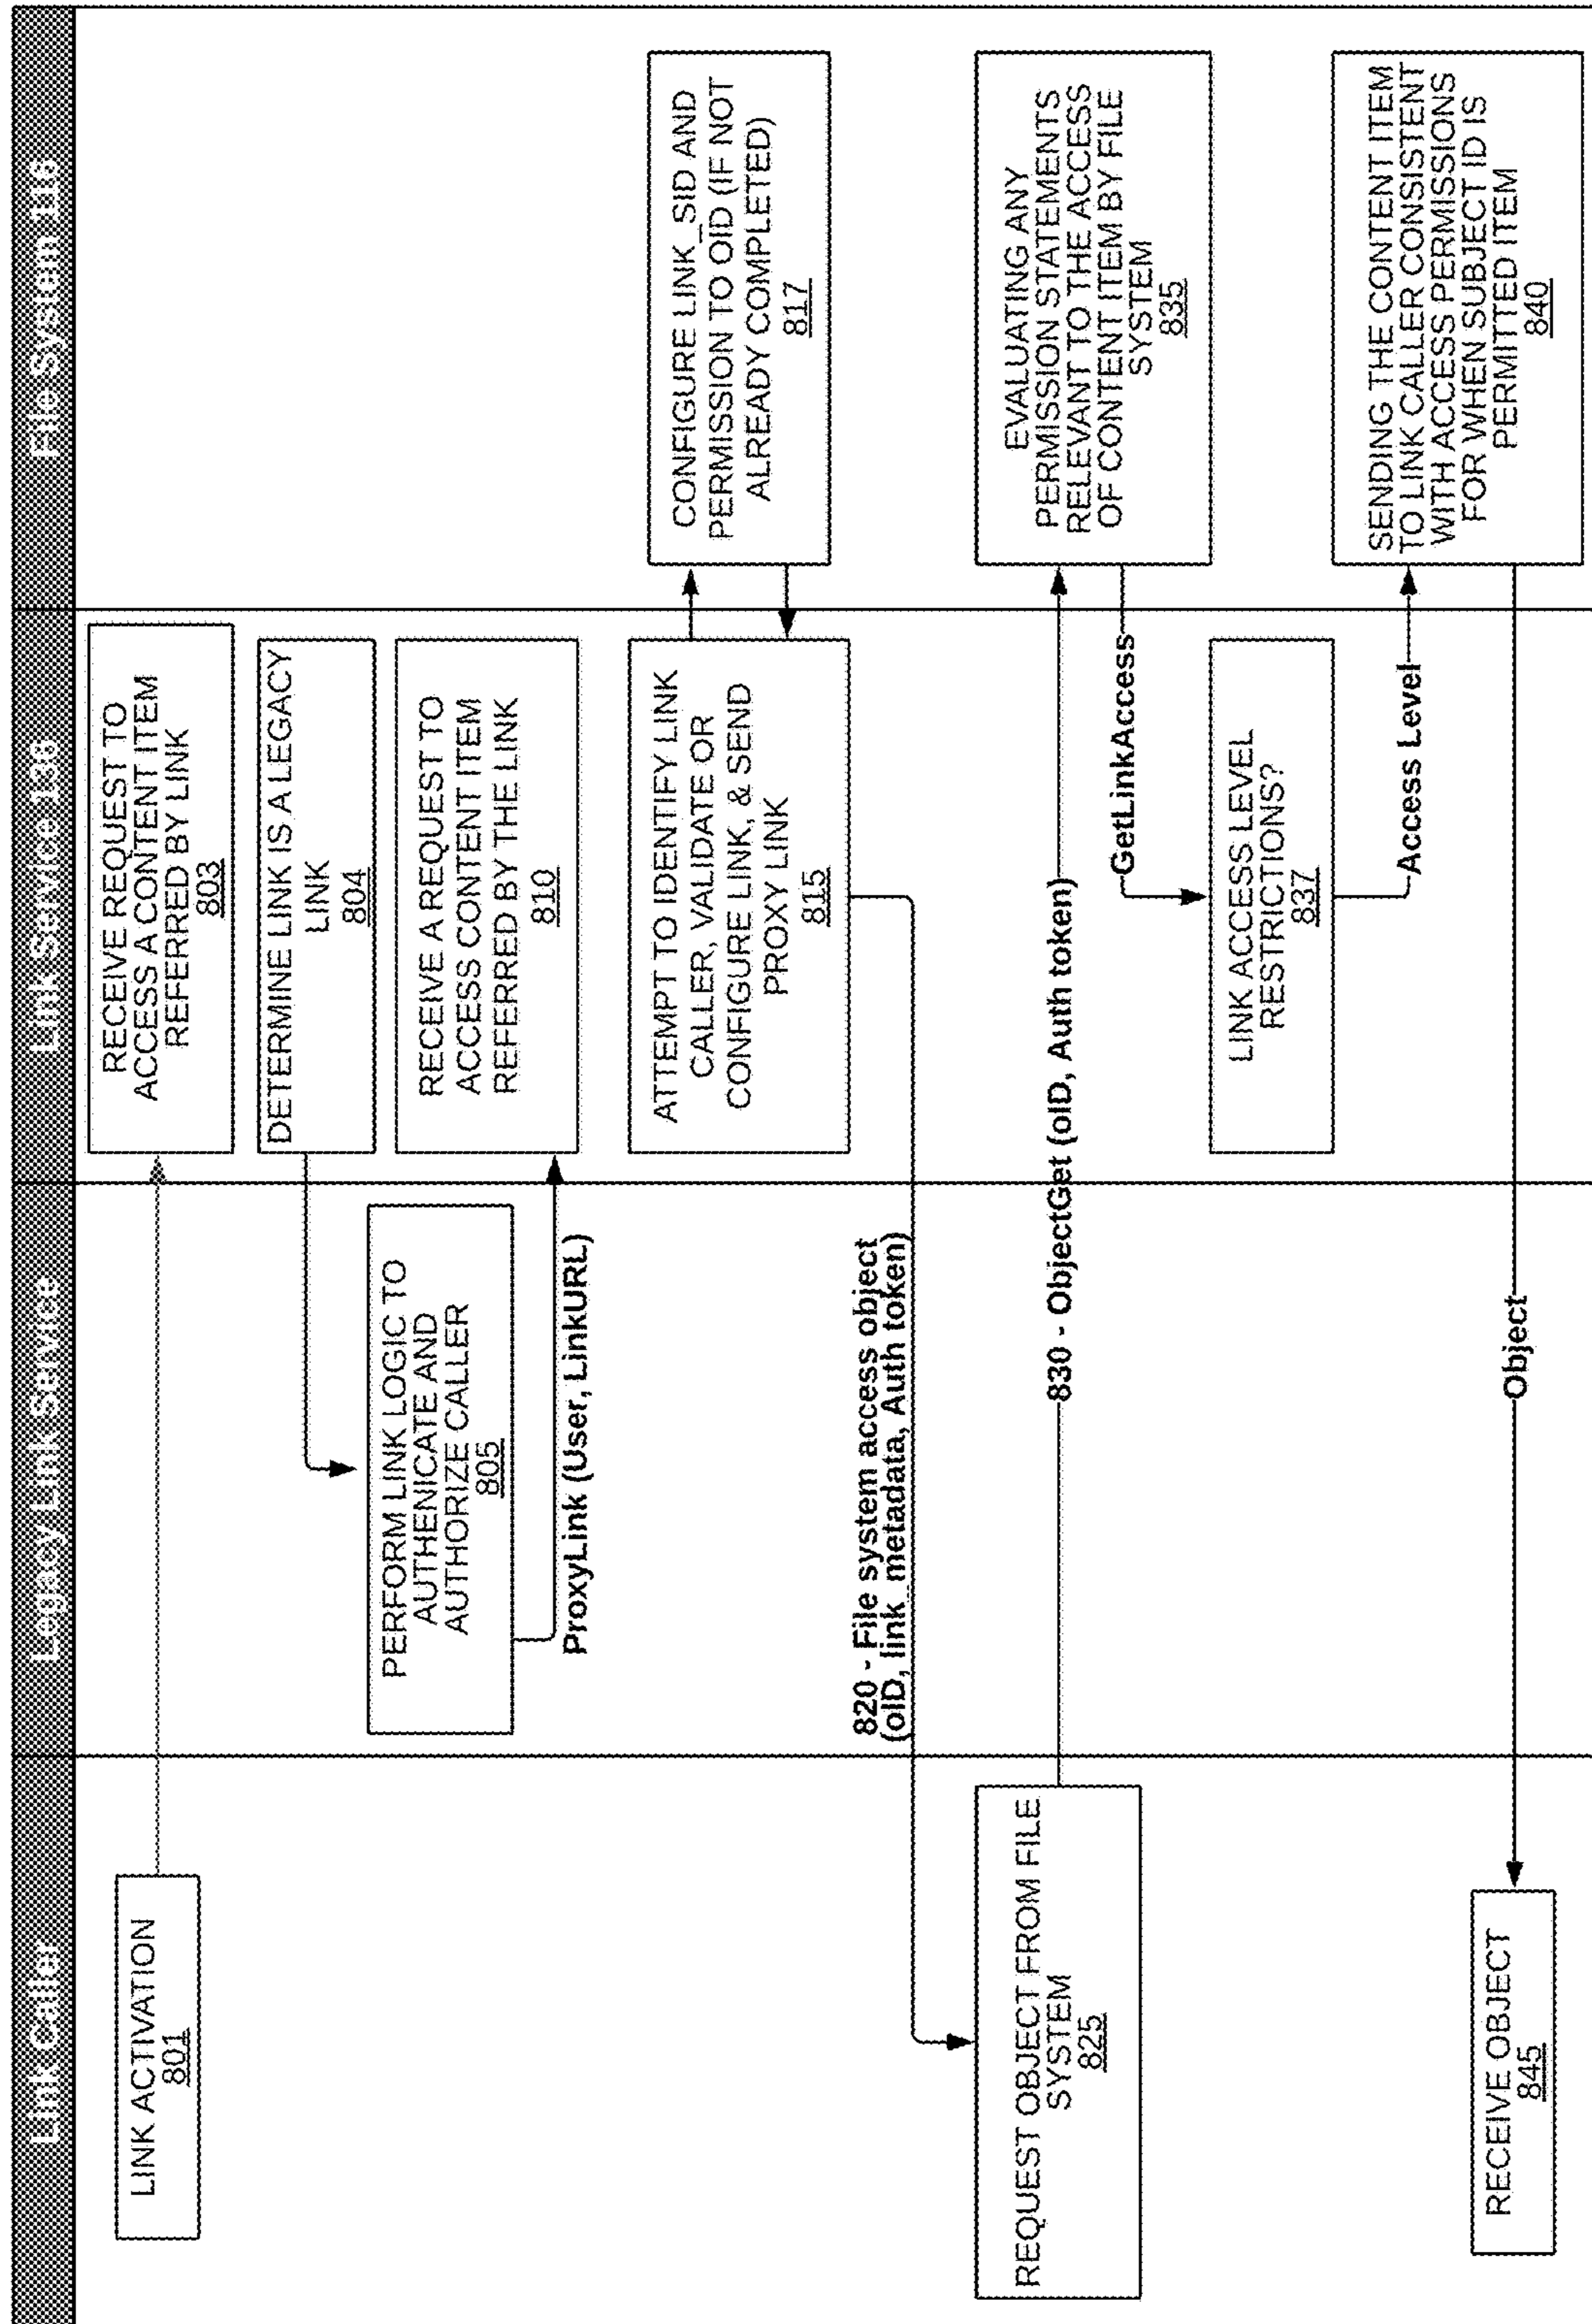 Link Caller
Legacy Link Service
Link Service 138
File System 116
LINK ACTIVATION
801
RECEIVE REQUEST TO
ACCESS A CONTENT ITEM
REFERRED BY LINK
803
DETERMINE LINK IS A LEGACY
LINK
804
PERFORM LINK LOGIC TO
AUTHENICATE AND
AUTHORIZE CALLER
805
ProxyLink (User, LinkURL)
RECEIVE A REQUEST TO
ACCESS CONTENT ITEM
REFERRED BY THE LINK
810
ATTEMPT TO IDENTIFY LINK
CALLER, VALIDATE OR
CONFIGURE LINK, & SEND
PROXY LINK
815
CONFIGURE LINK_SID AND
PERMISSION TO OID (IF NOT
ALREADY COMPLETED)
817
820 - File system access object
(oID, link_metadata, Auth token)
REQUEST OBJECT FROM FILE
SYSTEM
825
830 - ObjectGet (oID, Auth token)
EVALUATING ANY
PERMISSION STATEMENTS
RELEVANT TO THE ACCESS
OF CONTENT ITEM BY FILE
SYSTEM
835
GetLinkAccess
LINK ACCESS LEVEL
RESTRICTIONS?
837
Access Level
SENDING THE CONTENT ITEM
TO LINK CALLER CONSISTENT
WITH ACCESS PERMISSIONS
FOR WHEN SUBJECT ID IS
PERMITTED ITEM
840
Object
RECEIVE OBJECT
845